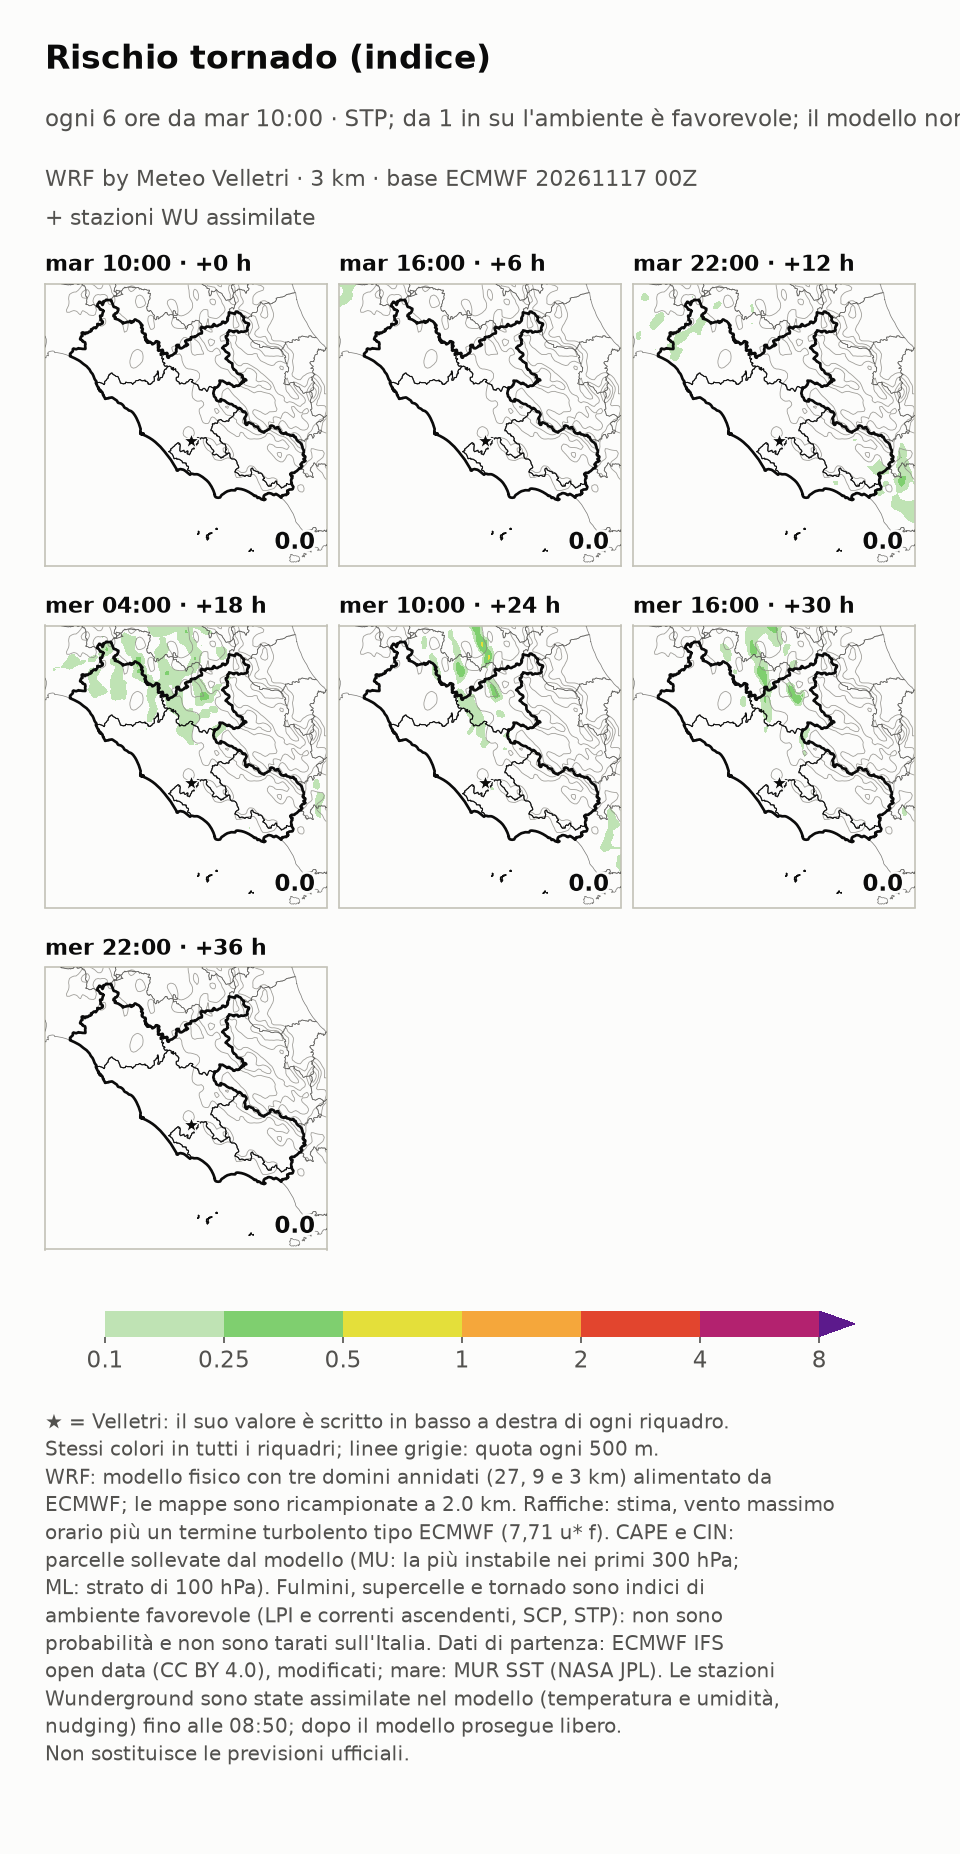 Rischio tornado (indice)
ogni 6 ore da mar 10:00 · STP; da 1 in su l'ambiente è favorevole; il modello non
WRF by Meteo Velletri · 3 km · base ECMWF 20261117 00Z
+ stazioni WU assimilate
mar 10:00 · +0 h
mar 16:00 · +6 h
mar 22:00 · +12 h
0.0
0.0
0.0
mer 04:00 · +18 h
mer 10:00 · +24 h
mer 16:00 · +30 h
0.0
0.0
0.0
mer 22:00 · +36 h
0.0
0.1 0.25 0.5 1 2 4 8
★ = Velletri: il suo valore è scritto in basso a destra di ogni riquadro.
Stessi colori in tutti i riquadri; linee grigie: quota ogni 500 m.
WRF: modello fisico con tre domini annidati (27, 9 e 3 km) alimentato da
ECMWF; le mappe sono ricampionate a 2.0 km. Raffiche: stima, vento massimo
orario più un termine turbolento tipo ECMWF (7,71 u* f). CAPE e CIN:
parcelle sollevate dal modello (MU: la più instabile nei primi 300 hPa;
ML: strato di 100 hPa). Fulmini, supercelle e tornado sono indici di
ambiente favorevole (LPI e correnti ascendenti, SCP, STP): non sono
probabilità e non sono tarati sull'Italia. Dati di partenza: ECMWF IFS
open data (CC BY 4.0), modificati; mare: MUR SST (NASA JPL). Le stazioni
Wunderground sono state assimilate nel modello (temperatura e umidità,
nudging) fino alle 08:50; dopo il modello prosegue libero.
Non sostituisce le previsioni ufficiali.